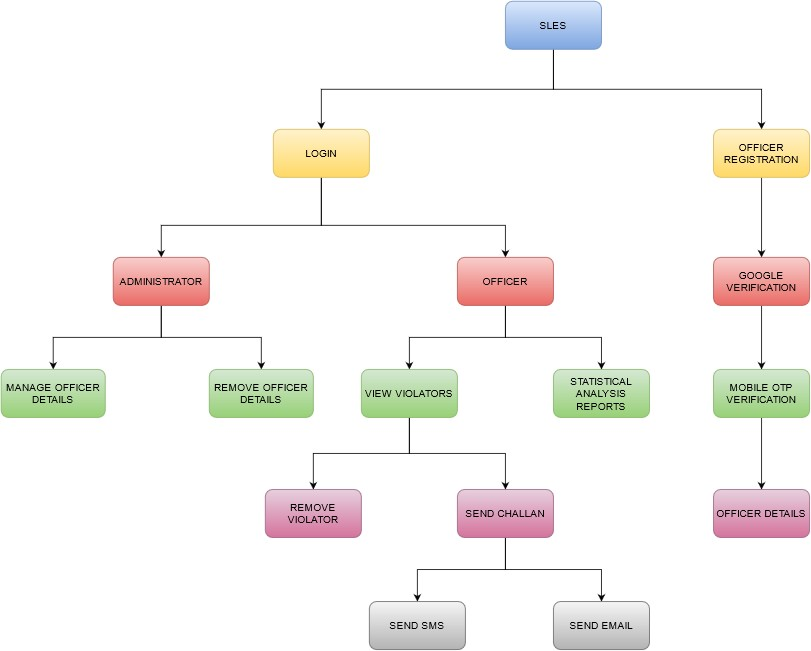 SLES
LOGIN
OFFICER
REGISTRATION
ADMINISTRATOR
OFFICER
GOOGLE
VERIFICATION
MANAGE OFFICER
DETAILS
REMOVE OFFICER
DETAILS
VIEW VIOLATORS
STATISTICAL
ANALYSIS
REPORTS
MOBILE OTP
VERIFICATION
REMOVE
VIOLATOR
SEND CHALLAN
OFFICER DETAILS
SEND SMS
SEND EMAIL